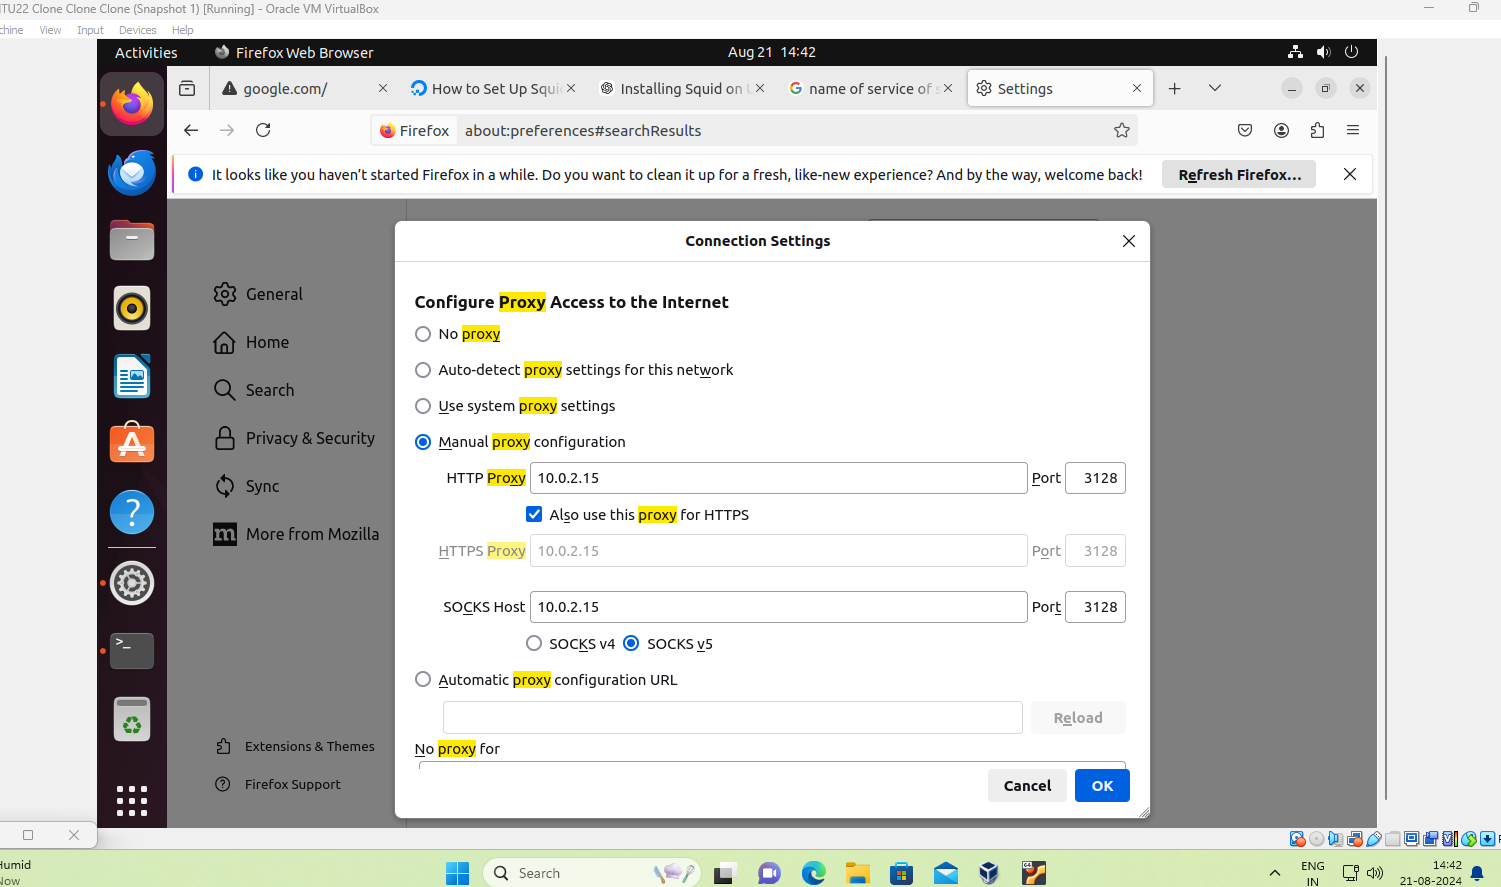 ITU22 Clone Clone Clone (Snapshot 1) [Running] - Oracle VM VirtualBox
chine View Input Devices Help
Activities Firefox Web Browser Aug 21 14:42
google.com/ How to Set Up Squi Installing Squid on U name of service of s Settings
Firefox about:preferences#searchResults
It looks like you haven't started Firefox in a while. Do you want to clean it up for a fresh, like-new experience? And by the way, welcome back! Refresh Firefox...
Connection Settings
General
Home
Search
Privacy & Security
Sync
More from Mozilla
Extensions & Themes
Firefox Support
Configure Proxy Access to the Internet
No proxy
Auto-detect proxy settings for this network
Use system proxy settings
Manual proxy configuration
HTTP Proxy 10.0.2.15 Port 3128
Also use this proxy for HTTPS
HTTPS Proxy 10.0.2.15 Port 3128
SOCKS Host 10.0.2.15 Port 3128
SOCKS v4 SOCKS v5
Automatic proxy configuration URL
Reload
No proxy for
Cancel OK
Humid
Now
Search
ENG
IN
14:42
21-08-2024